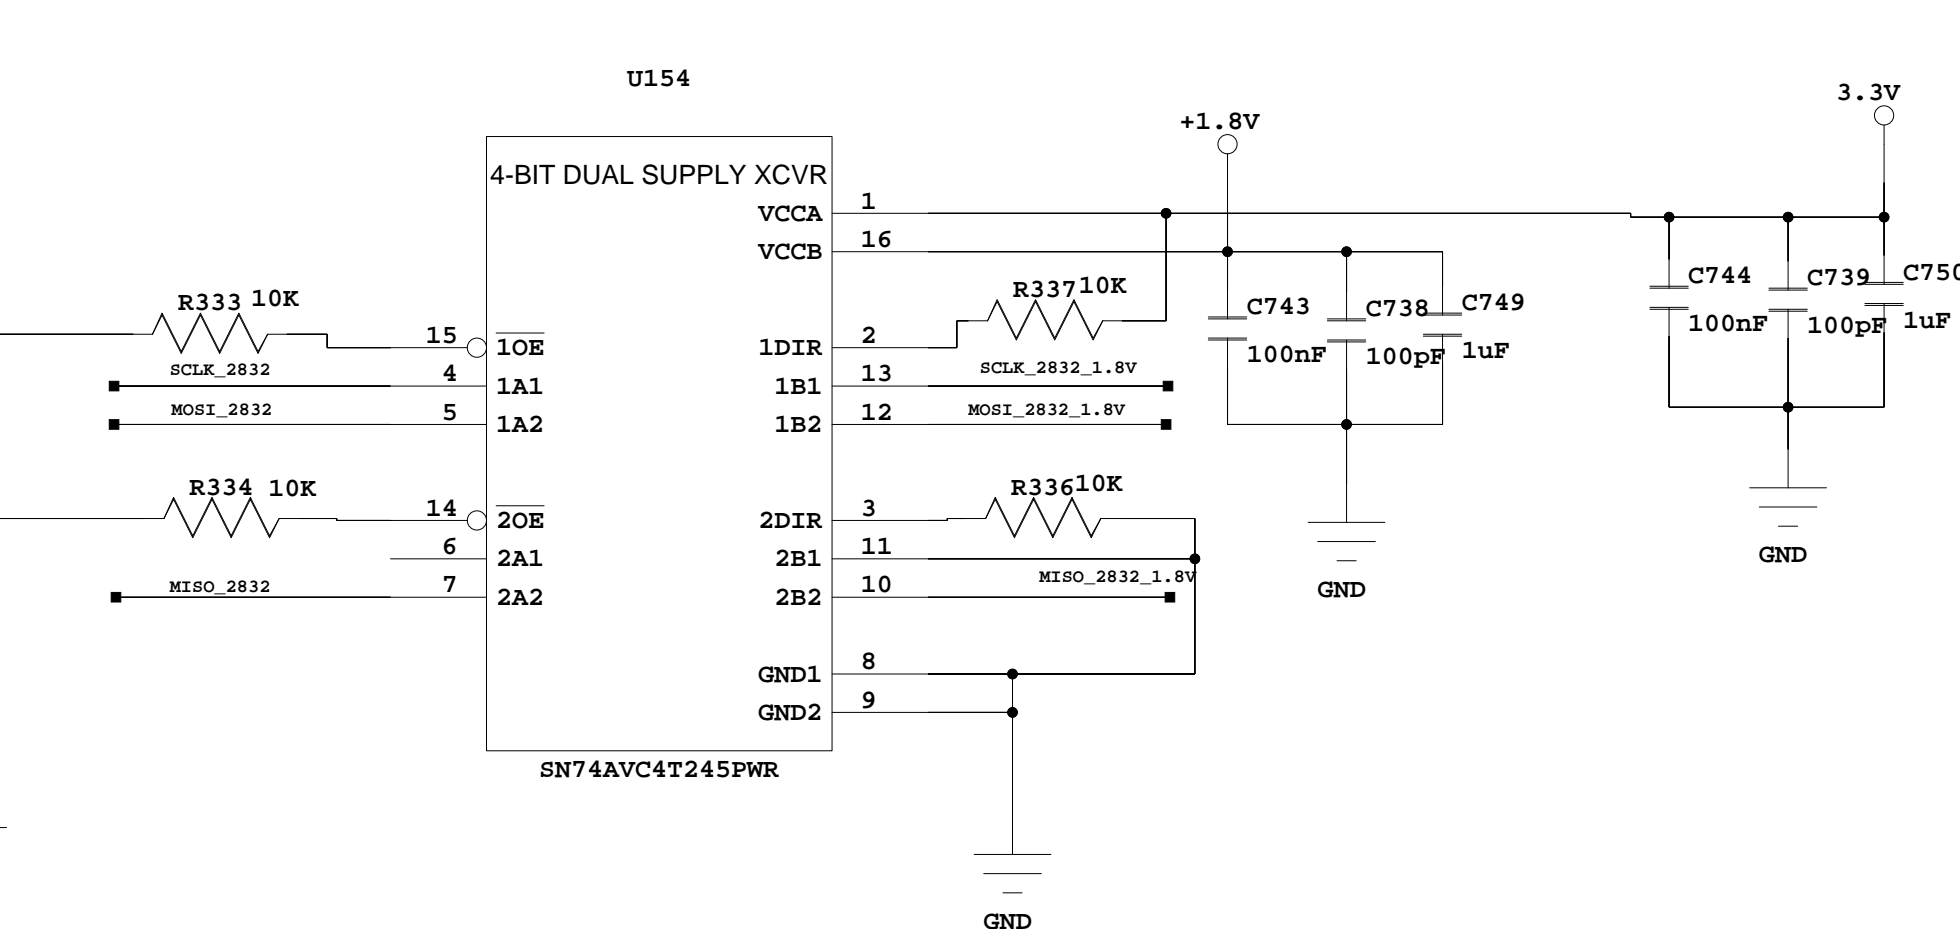 U154
3.3V
+1.8V
4-BIT DUAL SUPPLY XCVR
VCCA 1
VCCB 16
R333 10K
R337 10K
C743 100nF
C738 100pF
C749 1uF
C744 100nF
C739 100pF
C750 1uF
15 1OE
1DIR 2
SCLK_2832 4 1A1
1B1 13 SCLK_2832_1.8V
MOSI_2832 5 1A2
1B2 12 MOSI_2832_1.8V
R334 10K
R336 10K
14 2OE
2DIR 3
6 2A1
2B1 11
MISO_2832 7 2A2
2B2 10 MISO_2832_1.8V
GND
GND
GND1 8
GND2 9
SN74AVC4T245PWR
GND